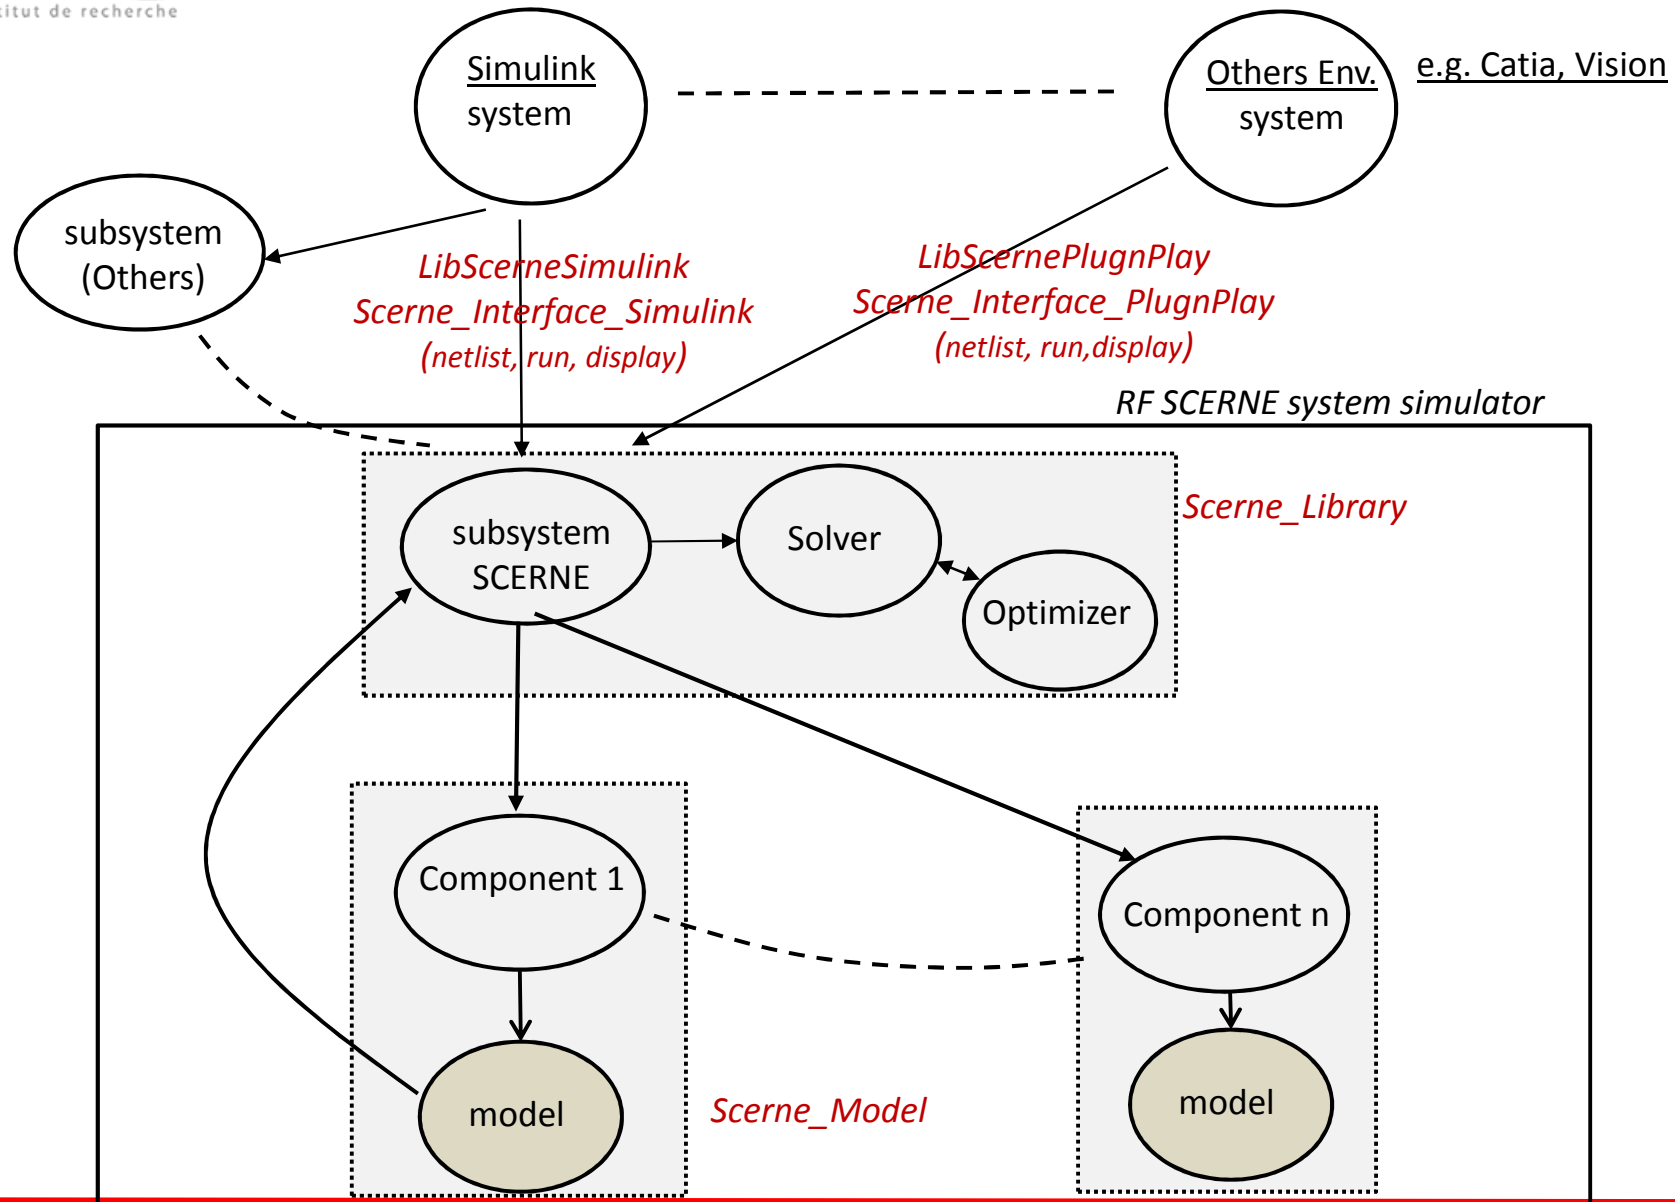 titut de recherche
Simulink
system
Others Env.
system
e.g. Catia, Vision
subsystem
(Others)
LibScerneSimulink
Scerne_Interface_Simulink
(netlist, run, display)
LibScernePlugnPlay
Scerne_Interface_PlugnPlay
(netlist, run,display)
RF SCERNE system simulator
subsystem
SCERNE
Solver
Optimizer
Scerne_Library
Component 1
Component n
model
Scerne_Model
model